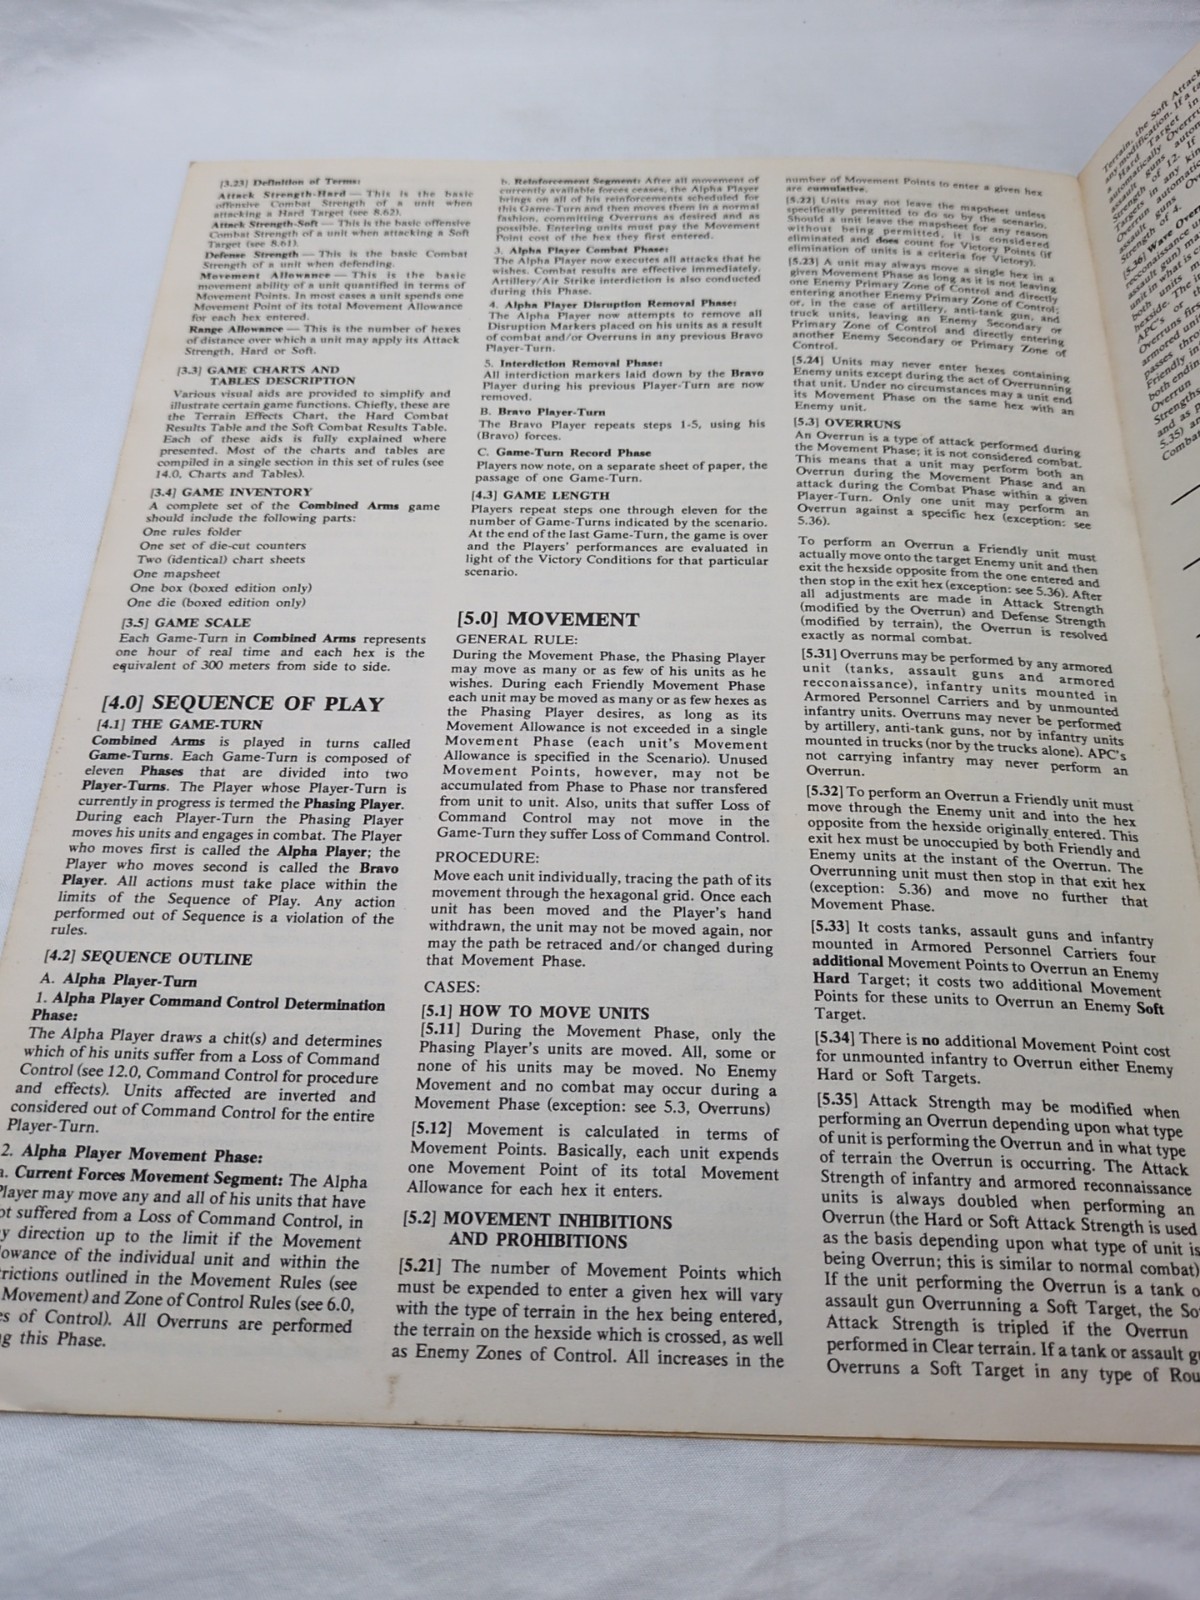 [3.23] Definition of Terms:
Attack Strength-Hard — This is the basic
offensive Combat Strength of a unit when
attacking a Hard Target (see 8.62).
Attack Strength-Soft — This is the basic offensive
Combat Strength of a unit when attacking a Soft
Target (see 8.61).
Defense Strength — This is the basic Combat
Strength of a unit when defending.
Movement Allowance — This is the basic
movement ability of a unit quantified in terms of
Movement Points. In most cases a unit spends one
Movement Point of its total Movement Allowance
for each hex entered.
Range Allowance — This is the number of hexes
of distance over which a unit may apply its Attack
Strength, Hard or Soft.
[3.3] GAME CHARTS AND
TABLES DESCRIPTION
Various visual aids are provided to simplify and
illustrate certain game functions. Chiefly, these are
the Terrain Effects Chart, the Hard Combat
Results Table and the Soft Combat Results Table.
Each of these aids is fully explained where
presented. Most of the charts and tables are
compiled in a single section in this set of rules (see
14.0, Charts and Tables).
[3.4] GAME INVENTORY
A complete set of the Combined Arms game
should include the following parts:
One rules folder
One set of die-cut counters
Two (identical) chart sheets
One mapsheet
One box (boxed edition only)
One die (boxed edition only)
[3.5] GAME SCALE
Each Game-Turn in Combined Arms represents
one hour of real time and each hex is the
equivalent of 300 meters from side to side.
[4.0] SEQUENCE OF PLAY
[4.1] THE GAME-TURN
Combined Arms is played in turns called
Game-Turns. Each Game-Turn is composed of
eleven Phases that are divided into two
Player-Turns. The Player whose Player-Turn is
currently in progress is termed the Phasing Player.
During each Player-Turn the Phasing Player
moves his units and engages in combat. The Player
who moves first is called the Alpha Player; the
Player who moves second is called the Bravo
Player. All actions must take place within the
limits of the Sequence of Play. Any action
performed out of Sequence is a violation of the
rules.
[4.2] SEQUENCE OUTLINE
A. Alpha Player-Turn
1. Alpha Player Command Control Determination
Phase:
The Alpha Player draws a chit(s) and determines
which of his units suffer from a Loss of Command
Control (see 12.0, Command Control for procedure
and effects). Units affected are inverted and
considered out of Command Control for the entire
Player-Turn.
2. Alpha Player Movement Phase:
a. Current Forces Movement Segment: The Alpha
Player may move any and all of his units that have
not suffered from a Loss of Command Control, in
y direction up to the limit if the Movement
lowance of the individual unit and within the
trictions outlined in the Movement Rules (see
Movement) and Zone of Control Rules (see 6.0,
es of Control). All Overruns are performed
g this Phase.
b. Reinforcement Segment: After all movement of
currently available forces ceases, the Alpha Player
brings on all of his reinforcements scheduled for
this Game-Turn and then moves them in a normal
fashion, committing Overruns as desired and as
possible. Entering units must pay the Movement
Point cost of the hex they first entered.
3. Alpha Player Combat Phase:
The Alpha Player now executes all attacks that he
wishes. Combat results are effective immediately.
Artillery/Air Strike interdiction is also conducted
during this Phase.
4. Alpha Player Disruption Removal Phase:
The Alpha Player now attempts to remove all
Disruption Markers placed on his units as a result
of combat and/or Overruns in any previous Bravo
Player-Turn.
5. Interdiction Removal Phase:
All interdiction markers laid down by the Bravo
Player during his previous Player-Turn are now
removed.
B. Bravo Player-Turn
The Bravo Player repeats steps 1-5, using his
(Bravo) forces.
C. Game-Turn Record Phase
Players now note, on a separate sheet of paper, the
passage of one Game-Turn.
[4.3] GAME LENGTH
Players repeat steps one through eleven for the
number of Game-Turns indicated by the scenario.
At the end of the last Game-Turn, the game is over
and the Players' performances are evaluated in
light of the Victory Conditions for that particular
scenario.
[5.0] MOVEMENT
GENERAL RULE:
During the Movement Phase, the Phasing Player
may move as many or as few of his units as he
wishes. During each Friendly Movement Phase
each unit may be moved as many or as few hexes as
the Phasing Player desires, as long as its
Movement Allowance is not exceeded in a single
Movement Phase (each unit's Movement
Allowance is specified in the Scenario). Unused
Movement Points, however, may not be
accumulated from Phase to Phase nor transfered
from unit to unit. Also, units that suffer Loss of
Command Control may not move in the
Game-Turn they suffer Loss of Command Control.
PROCEDURE:
Move each unit individually, tracing the path of its
movement through the hexagonal grid. Once each
unit has been moved and the Player's hand
withdrawn, the unit may not be moved again, nor
may the path be retraced and/or changed during
that Movement Phase.
CASES:
[5.1] HOW TO MOVE UNITS
[5.11] During the Movement Phase, only the
Phasing Player's units are moved. All, some or
none of his units may be moved. No Enemy
Movement and no combat may occur during a
Movement Phase (exception: see 5.3, Overruns)
[5.12] Movement is calculated in terms of
Movement Points. Basically, each unit expends
one Movement Point of its total Movement
Allowance for each hex it enters.
[5.2] MOVEMENT INHIBITIONS
AND PROHIBITIONS
[5.21] The number of Movement Points which
must be expended to enter a given hex will vary
with the type of terrain in the hex being entered,
the terrain on the hexside which is crossed, as well
as Enemy Zones of Control. All increases in the
number of Movement Points to enter a given hex
are cumulative.
[5.22] Units may not leave the mapsheet unless
specifically permitted to do so by the scenario.
Should a unit leave the mapsheet for any reason
without being permitted, it is considered
eliminated and does count for Victory Points (if
elimination of units is a criteria for Victory).
[5.23] A unit may always move a single hex in a
given Movement Phase as long as it is not leaving
one Enemy Primary Zone of Control and directly
entering another Enemy Primary Zone of Control;
or, in the case of artillery, anti-tank gun, and
truck units, leaving an Enemy Secondary or
Primary Zone of Control and directly entering
another Enemy Secondary or Primary Zone of
Control.
[5.24] Units may never enter hexes containing
Enemy units except during the act of Overrunning
that unit. Under no circumstances may a unit end
its Movement Phase on the same hex with an
Enemy unit.
[5.3] OVERRUNS
An Overrun is a type of attack performed during
the Movement Phase; it is not considered combat.
This means that a unit may perform both an
Overrun during the Movement Phase and an
attack during the Combat Phase within a given
Player-Turn. Only one unit may perform an
Overrun against a specific hex (exception: see
5.36).
To perform an Overrun a Friendly unit must
actually move onto the target Enemy unit and then
exit the hexside opposite from the one entered and
then stop in the exit hex (exception: see 5.36). After
all adjustments are made in Attack Strength
(modified by the Overrun) and Defense Strength
(modified by terrain), the Overrun is resolved
exactly as normal combat.
[5.31] Overruns may be performed by any armored
unit (tanks, assault guns and armored
recconaissance), infantry units mounted in
Armored Personnel Carriers and by unmounted
infantry units. Overruns may never be performed
by artillery, anti-tank guns, nor by infantry units
mounted in trucks (nor by the trucks alone). APC's
not carrying infantry may never perform an
Overrun.
[5.32] To perform an Overrun a Friendly unit must
move through the Enemy unit and into the hex
opposite from the hexside originally entered. This
exit hex must be unoccupied by both Friendly and
Enemy units at the instant of the Overrun. The
Overrunning unit must then stop in that exit hex
(exception: 5.36) and move no further that
Movement Phase.
[5.33] It costs tanks, assault guns and infantry
mounted in Armored Personnel Carriers four
additional Movement Points to Overrun an Enemy
Hard Target; it costs two additional Movement
Points for these units to Overrun an Enemy Soft
Target.
[5.34] There is no additional Movement Point cost
for unmounted infantry to Overrun either Enemy
Hard or Soft Targets.
[5.35] Attack Strength may be modified when
performing an Overrun depending upon what type
of unit is performing the Overrun and in what type
of terrain the Overrun is occurring. The Attack
Strength of infantry and armored reconnaissance
units is always doubled when performing an
Overrun (the Hard or Soft Attack Strength is used
as the basis depending upon what type of unit is
being Overrun; this is similar to normal combat)
If the unit performing the Overrun is a tank o
assault gun Overrunning a Soft Target, the So
Attack Strength is tripled if the Overrun
performed in Clear terrain. If a tank or assault g
Overruns a Soft Target in any type of Rou
Terrain, the Soft Attack
any modification. If a ta
a Hard Target in